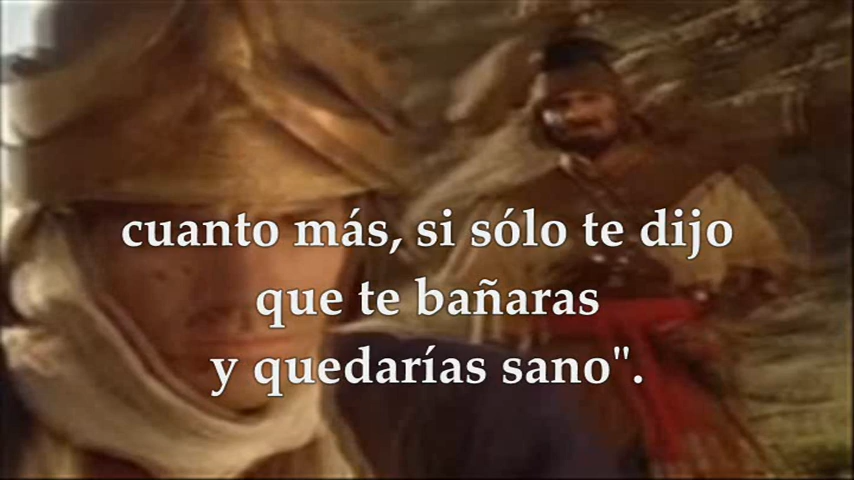 cuanto más, si sólo te dijo
que te bañaras
y quedarías sano".